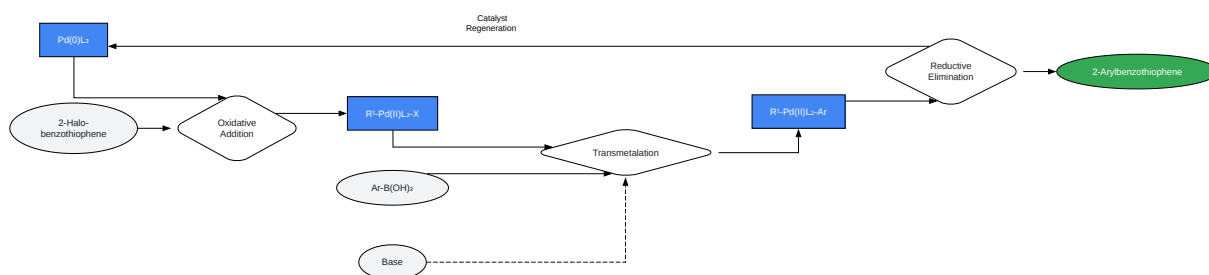 Catalyst
Regeneration
Pd(0)L₂
Reductive
Elimination
2-Arylbenzothiophene
2-Halo-
benzothiophene
Oxidative
Addition
R¹-Pd(II)L₂-X
R¹-Pd(II)L₂-Ar
Transmetalation
Ar-B(OH)₂
Base